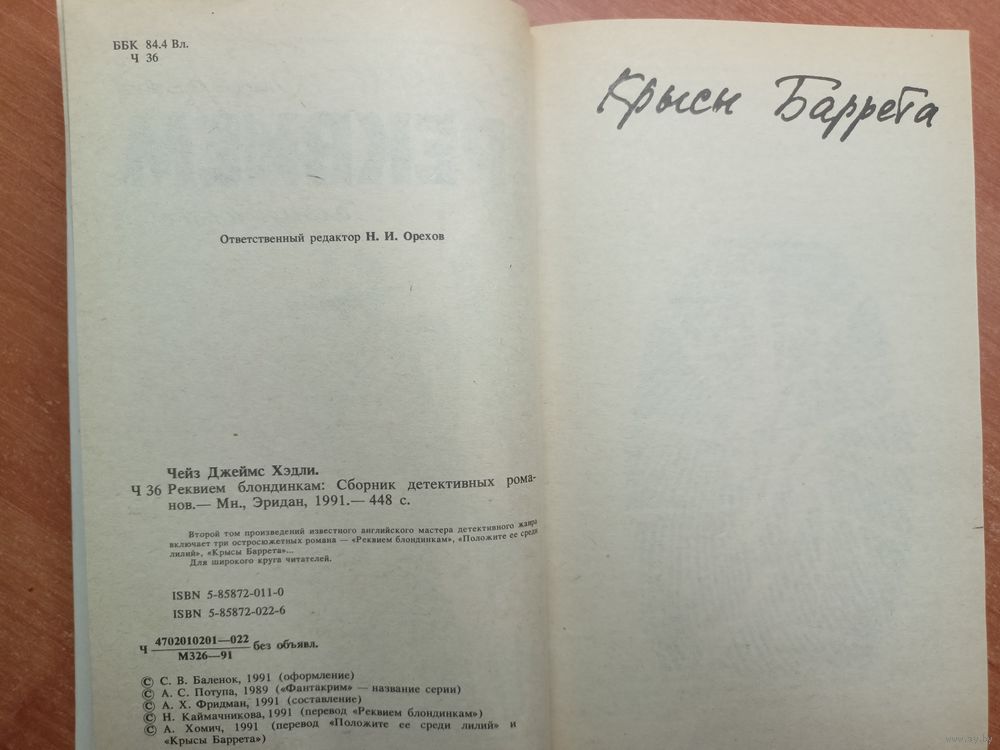 ББК 84.4 Вл.
Ч 36
Ответственный редактор Н. И. Орехов
Чейз Джеймс Хэдли.
Ч 36 Реквием блондинкам: Сборник детективных рома-
нов.— Мн., Эридан, 1991.— 448 с.
Второй том произведений известного английского мастера детективного жанра
включает три остросюжетных романа — «Реквием блондинкам», «Положите ее среди
лилий», «Крысы Баррета»...
Для широкого круга читателей.
ISBN 5-85872-011-0
ISBN 5-85872-022-6
Ч 4702010201—022 без объявл.
М326—91
© С. В. Баленок, 1991 (оформление)
© А. С. Потупа, 1989 («Фантакрим» — название серии)
© А. Х. Фридман, 1991 (составление)
© Н. Каймачникова, 1991 (перевод «Реквием блондинкам»)
© А. Хомич, 1991 (перевод «Положите ее среди лилий» и
«Крысы Баррета»)
Крысы Баррета
www.ay.by